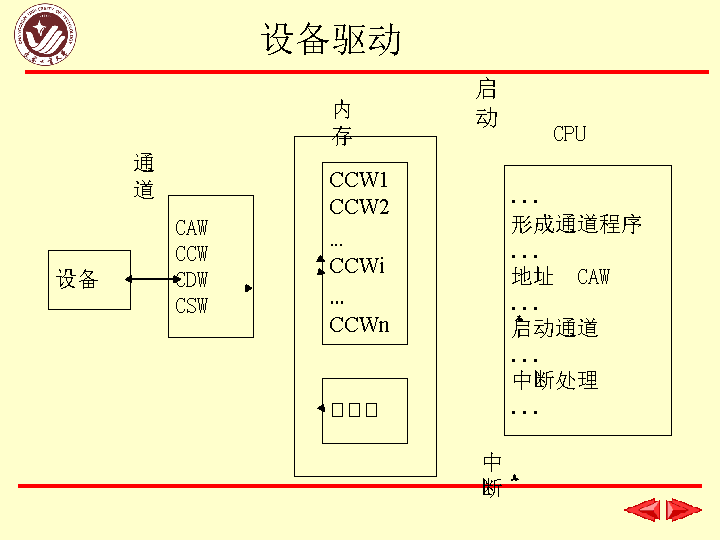 设备驱动
启动
内存
CPU
通道
CCW1
CCW2
...
CCWi
...
CCWn
CAW
CCW
CDW
CSW
设备
...
形成通道程序
...
地址 CAW
...
启动通道
...
中断处理
...
中断